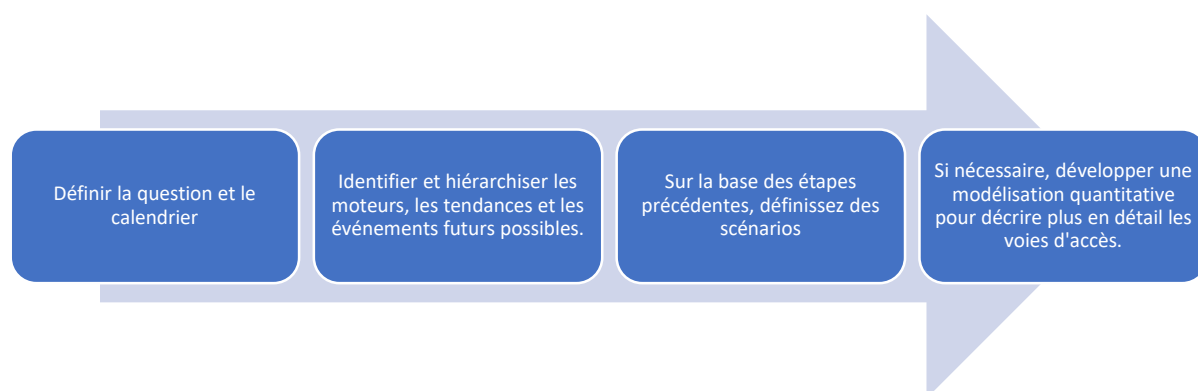 Définir la question et le
calendrier
Identifier et hiérarchiser les
moteurs, les tendances et les
événements futurs possibles.
Sur la base des étapes
précédentes, définissez des
scénarios
Si nécessaire, développer une
modélisation quantitative
pour décrire plus en détail les
voies d'accès.